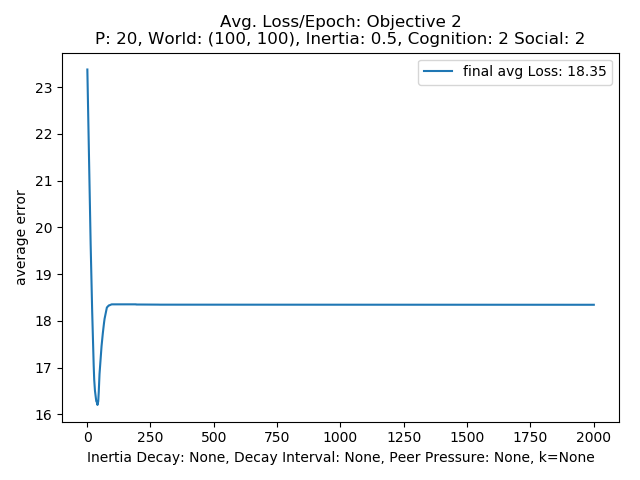 Avg. Loss/Epoch: Objective 2
P: 20, World: (100, 100), Inertia: 0.5, Cognition: 2 Social: 2
final avg Loss: 18.35
23
22
21
20
19
18
17
16
average error
0 250 500 750 1000 1250 1500 1750 2000
Inertia Decay: None, Decay Interval: None, Peer Pressure: None, k=None